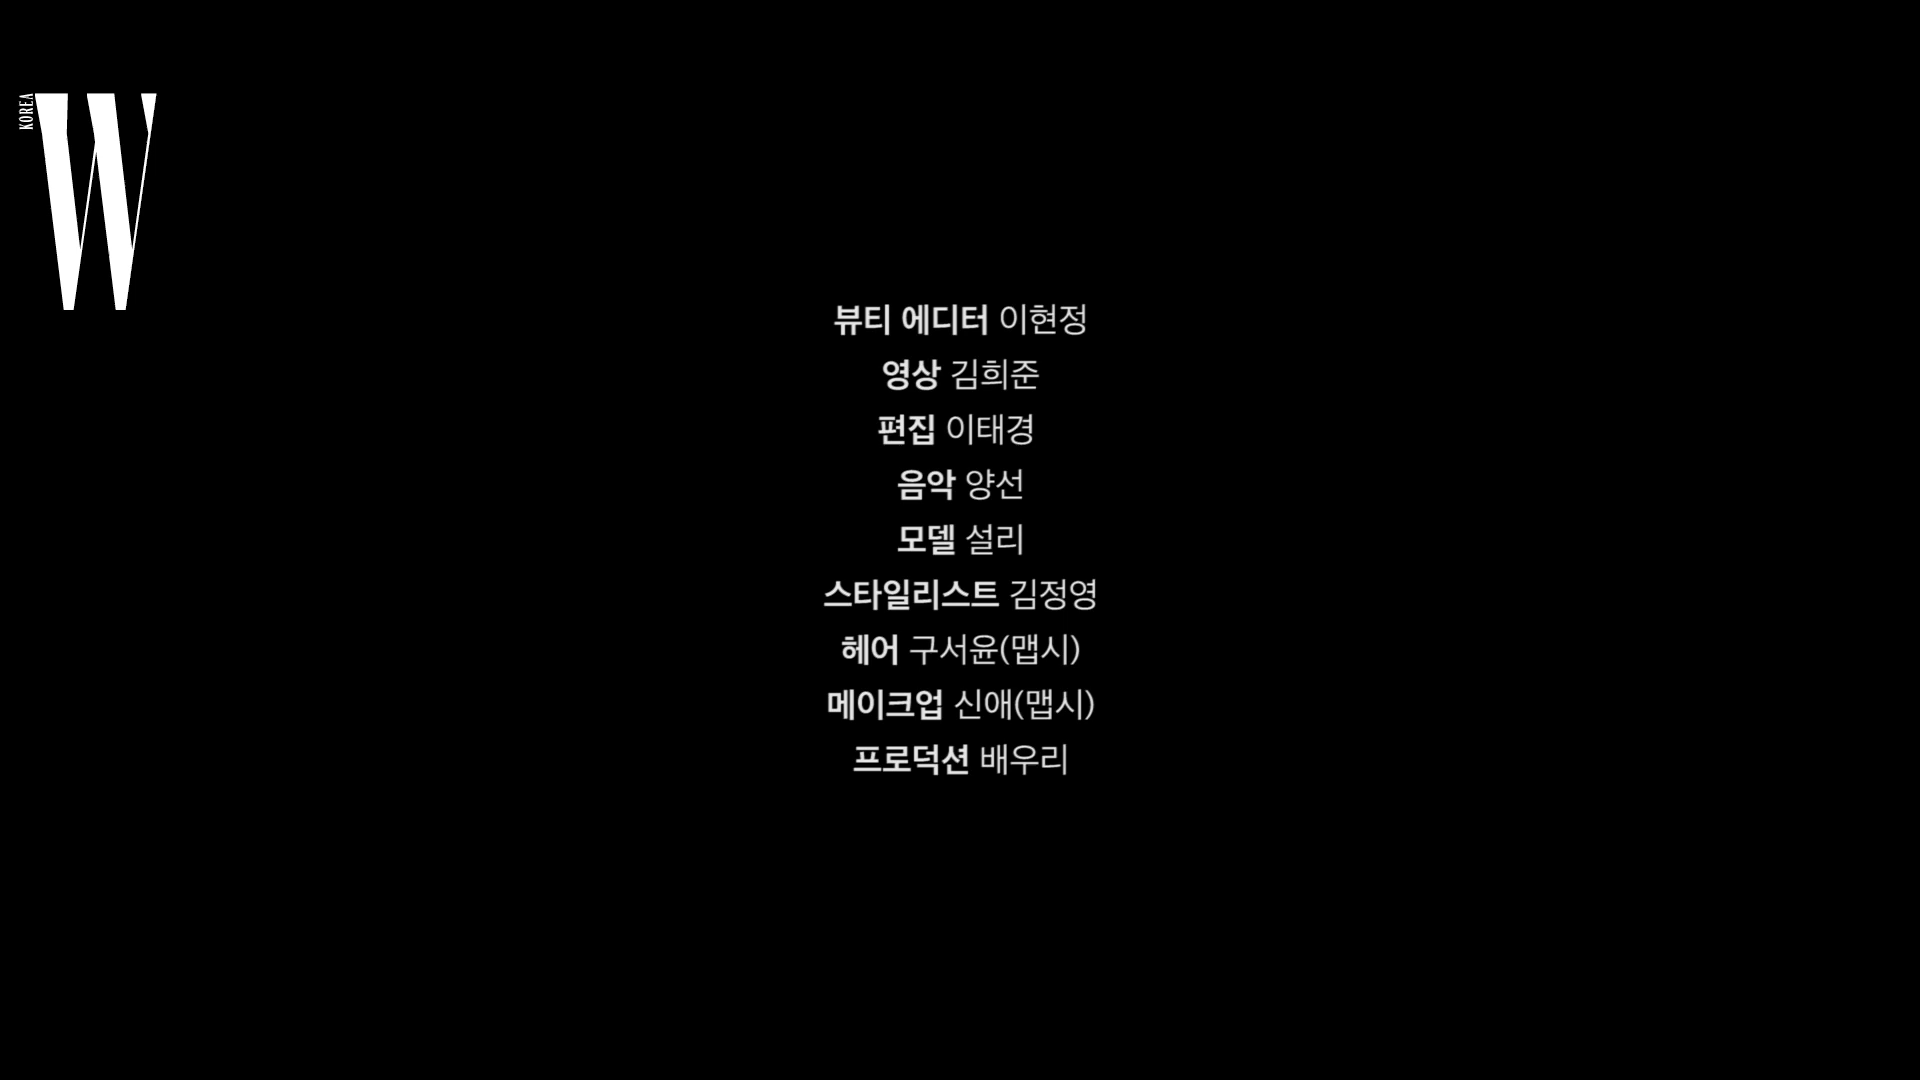 KOREA
W
뷰티 에디터 이현정
영상 김희준
편집 이태경
음악 양선
모델 설리
스타일리스트 김정영
헤어 구서윤(맵시)
메이크업 신애(맵시)
프로덕션 배우리